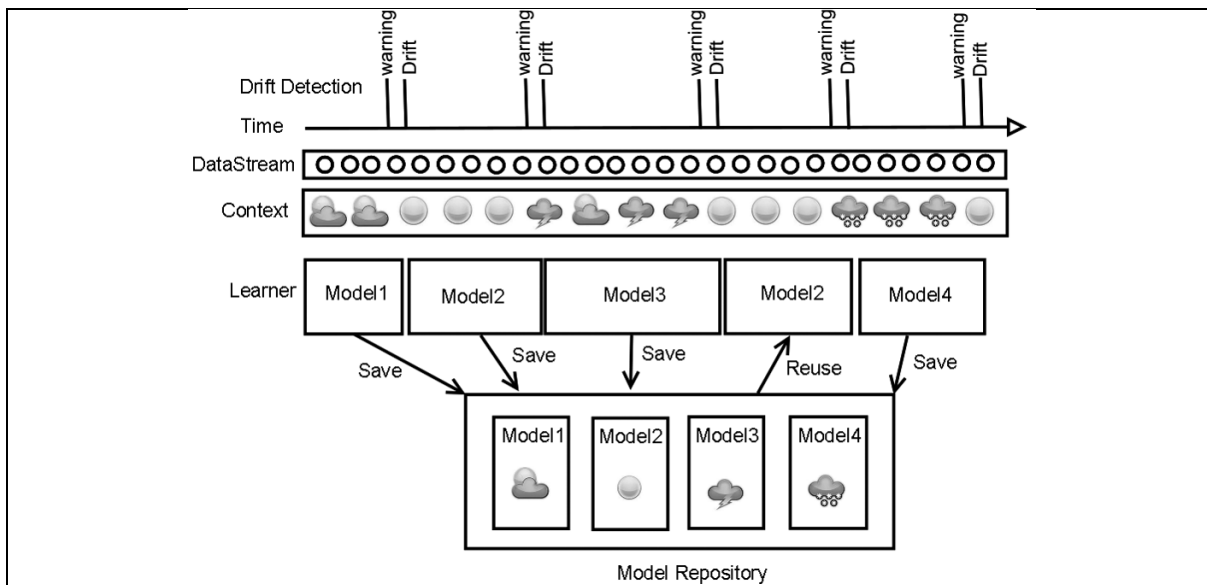 warning Drift warning Drift warning Drift warning Drift warning Drift
Drift Detection
Time
DataStream
Context
Learner Model1 Model2 Model3 Model2 Model4
Save Save Save Reuse Save
Model1 Model2 Model3 Model4
Model Repository